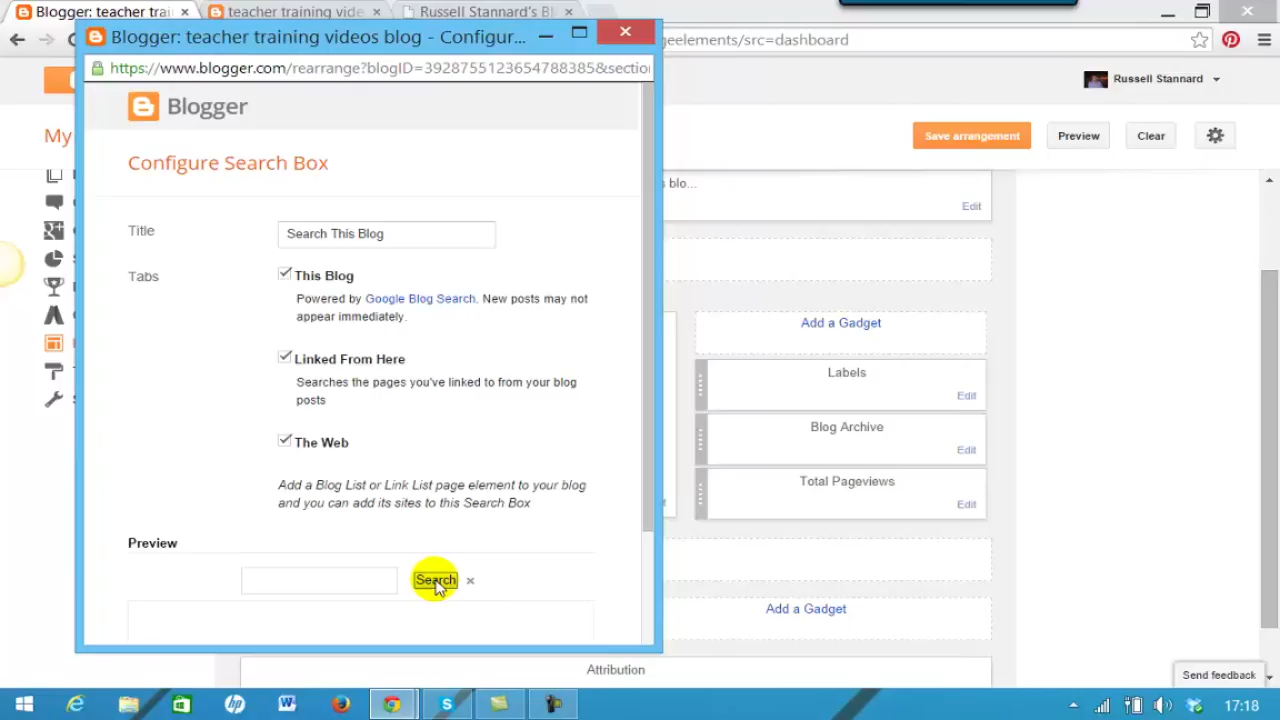 Blogger: teacher trai
teacher training vide
Russell Stannard's Bl
Blogger: teacher training videos blog - Configur...
geelements/src=dashboard
https://www.blogger.com/rearrange?blogID=3928755123654788385&sectio
Russell Stannard
Blogger
My
Save arrangement
Preview
Clear
Configure Search Box
s blo...
Edit
Title
Search This Blog
Tabs
This Blog
Powered by Google Blog Search. New posts may not
appear immediately.
Add a Gadget
Linked From Here
Searches the pages you've linked to from your blog
posts
Labels
Edit
Blog Archive
Edit
The Web
Add a Blog List or Link List page element to your blog
and you can add its sites to this Search Box
Total Pageviews
Edit
Preview
Search
Add a Gadget
Attribution
Send feedback
17:18